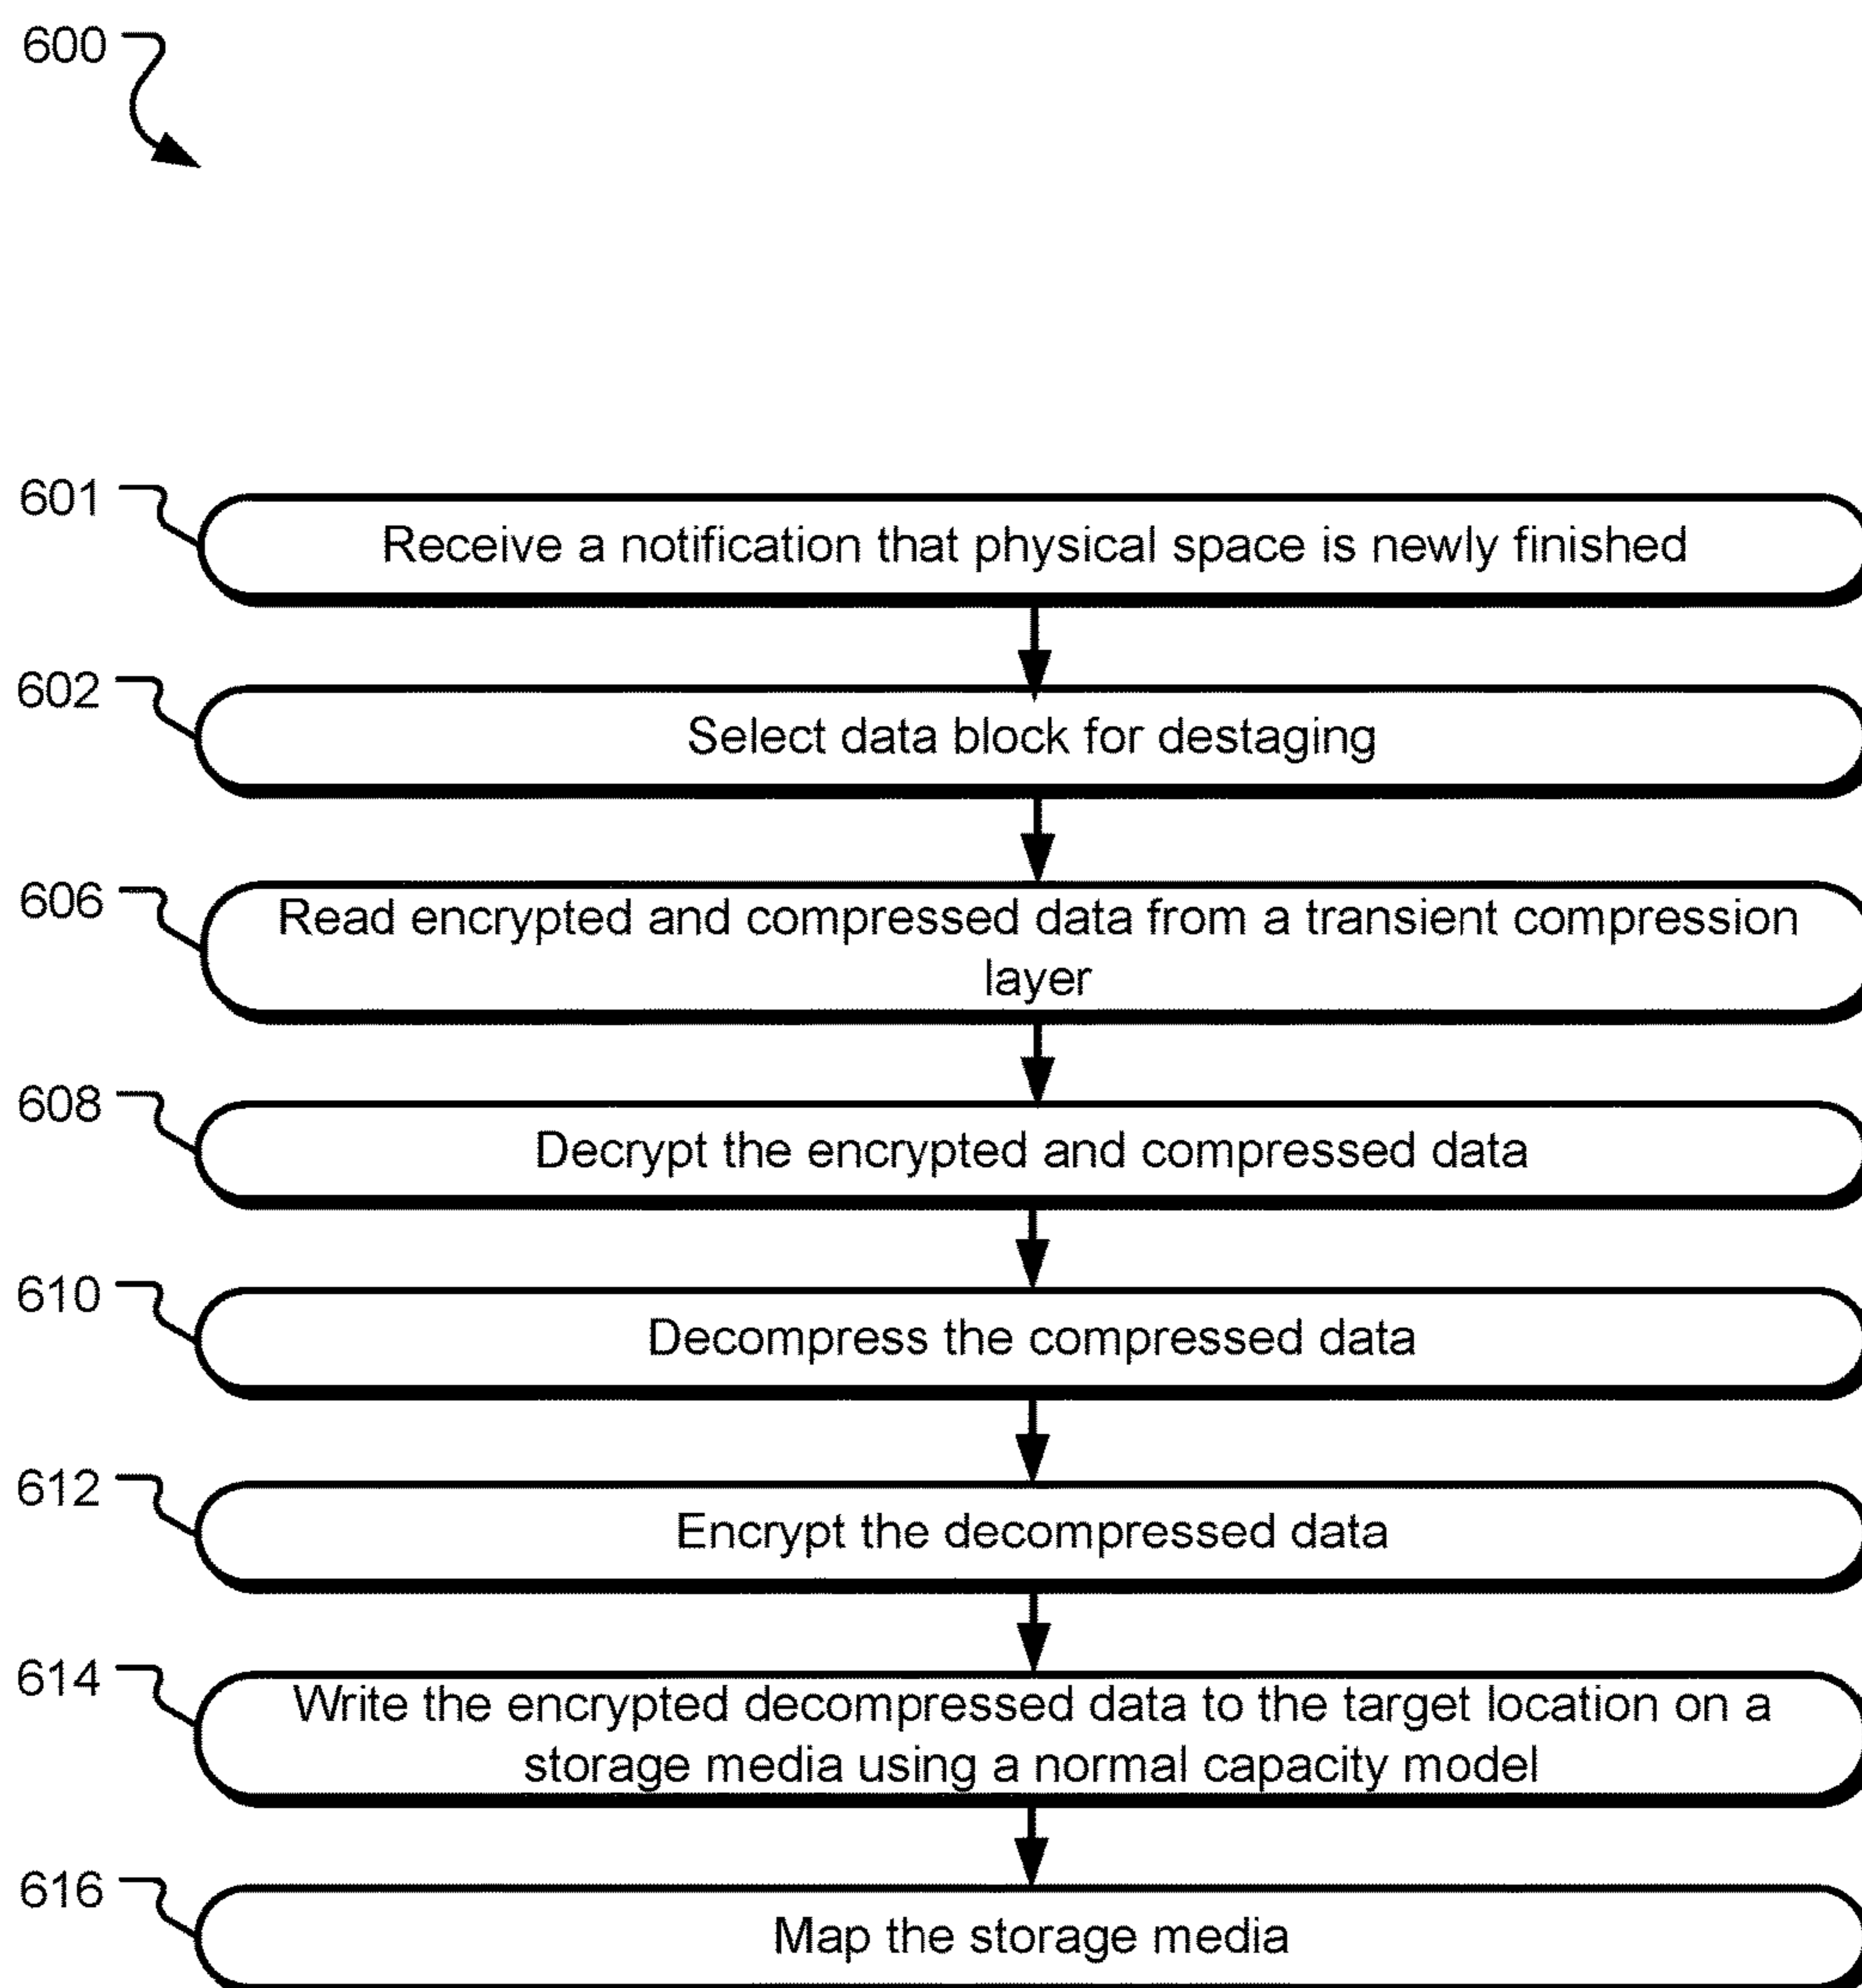 600
601
Receive a notification that physical space is newly finished
602
Select data block for destaging
606
Read encrypted and compressed data from a transient compression
layer
608
Decrypt the encrypted and compressed data
610
Decompress the compressed data
612
Encrypt the decompressed data
614
Write the encrypted decompressed data to the target location on a
storage media using a normal capacity model
616
Map the storage media